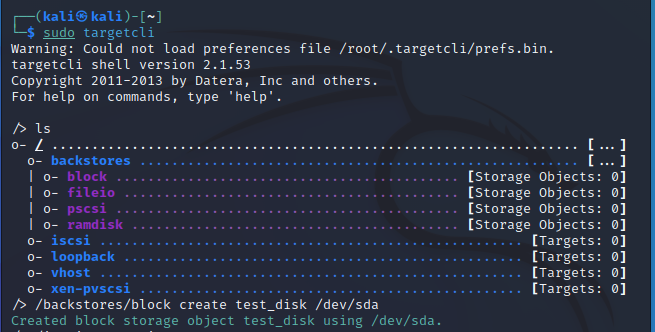 ┌──(kali㉿kali)-[~]
└─$ sudo targetcli
Warning: Could not load preferences file /root/.targetcli/prefs.bin.
targetcli shell version 2.1.53
Copyright 2011-2013 by Datera, Inc and others.
For help on commands, type 'help'.
/> ls
o- / ..................................................................... [...]
o- backstores .......................................................... [...]
| o- block .............................................. [Storage Objects: 0]
| o- fileio ............................................. [Storage Objects: 0]
| o- pscsi .............................................. [Storage Objects: 0]
| o- ramdisk ............................................ [Storage Objects: 0]
o- iscsi ........................................................ [Targets: 0]
o- loopback ..................................................... [Targets: 0]
o- vhost ........................................................ [Targets: 0]
o- xen-pvscsi ................................................... [Targets: 0]
/> /backstores/block create test_disk /dev/sda
Created block storage object test_disk using /dev/sda.